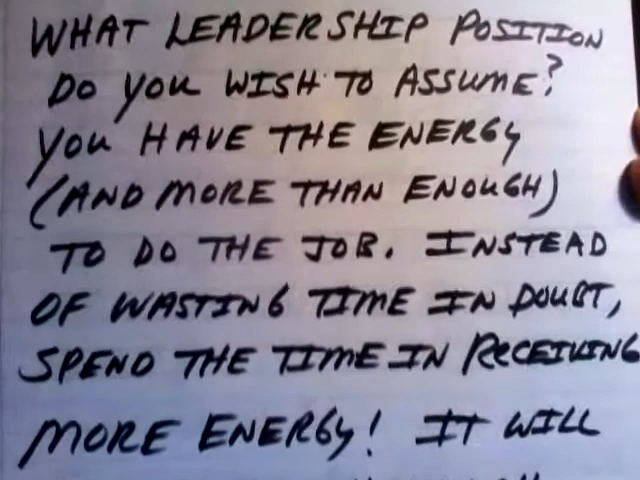 WHAT LEADERSHIP POSITION
DO YOU WISH TO ASSUME?
YOU HAVE THE ENERGY
(AND MORE THAN ENOUGH)
TO DO THE JOB. INSTEAD
OF WASTING TIME IN DOUBT,
SPEND THE TIME IN RECEIVING
MORE ENERGY! IT WILL